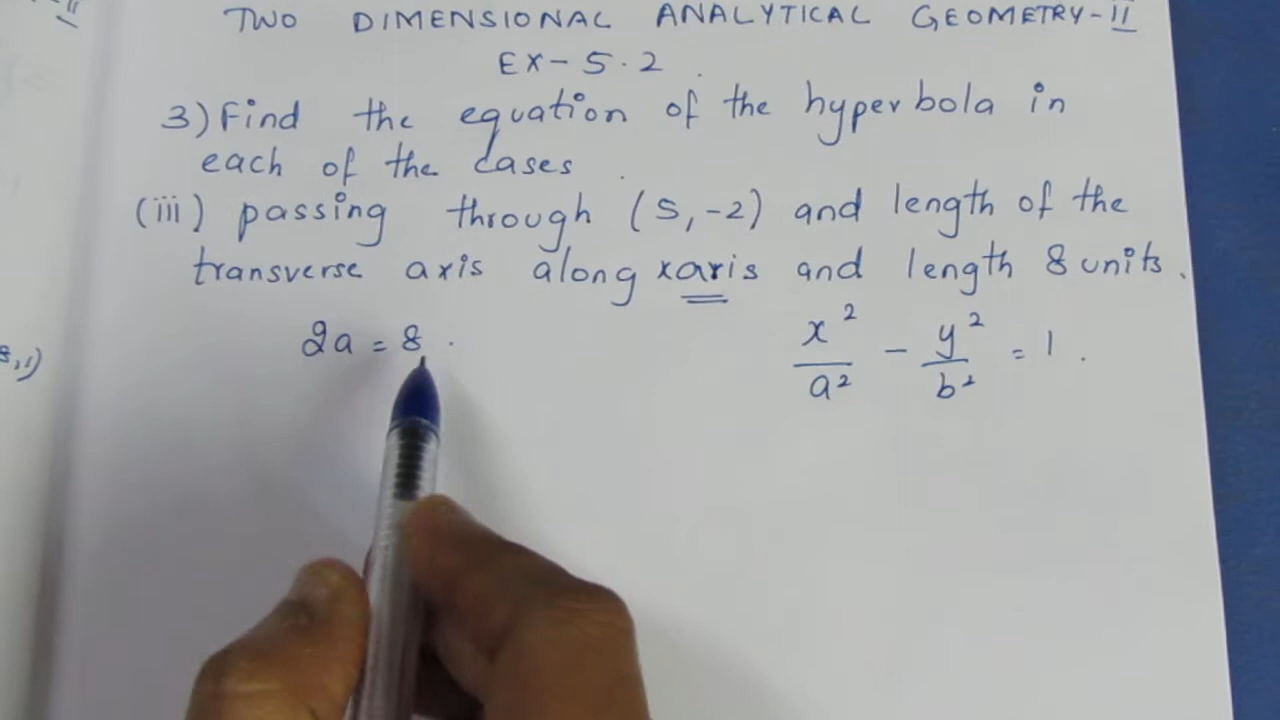 TWO DIMENSIONAL ANALYTICAL GEOMETRY-II
EX-5.2
3) Find the equation of the hyperbola in
each of the cases
(iii) passing through (5,-2) and length of the
transverse axis along xaxis and length 8 units.
2a = 8
x²/a² - y²/b² = 1.